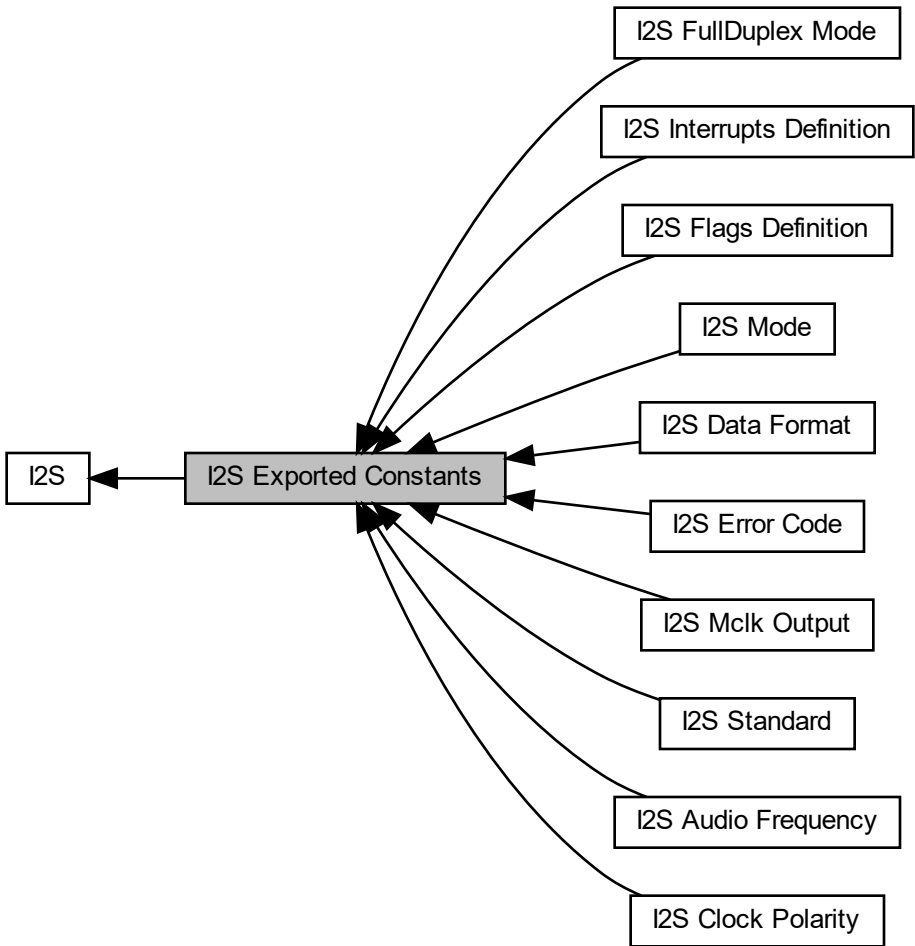 I2S FullDuplex Mode
I2S Interrupts Definition
I2S Flags Definition
I2S Mode
I2S Data Format
I2S
I2S Exported Constants
I2S Error Code
I2S Mclk Output
I2S Standard
I2S Audio Frequency
I2S Clock Polarity